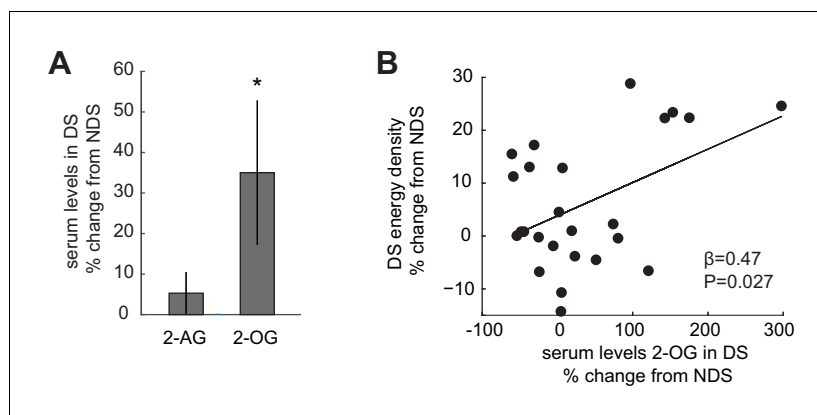 A
serum levels in DS
% change from NDS
60
50
40
30
20
10
0
*
2-AG
2-OG
B
DS energy density
% change from NDS
30
20
10
0
−10
-100
0
100
200
300
β=0.47
P=0.027
serum levels 2-OG in DS
% change from NDS